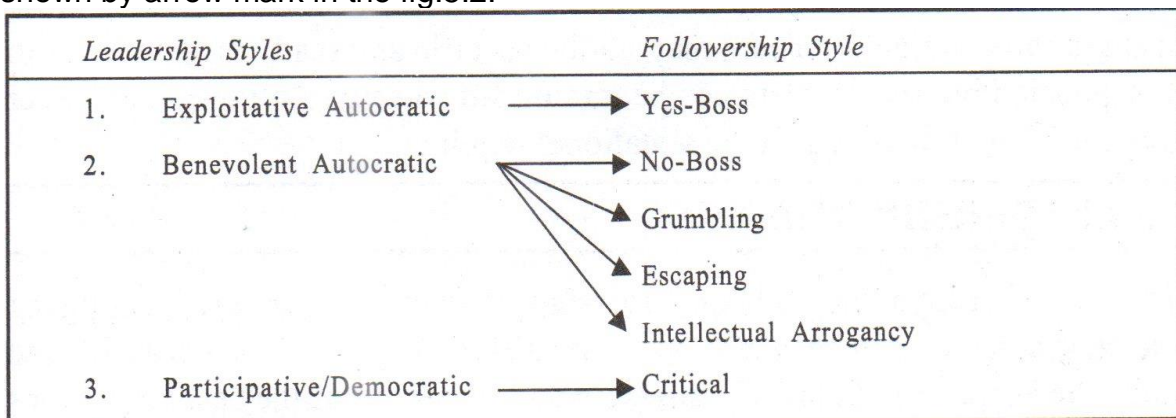 shown by arrow mark in the fig.8.2.
Leadership Styles Followership Style
1. Exploitative Autocratic Yes-Boss
2. Benevolent Autocratic No-Boss
Grumbling
Escaping
Intellectual Arrogancy
3. Participative/Democratic Critical